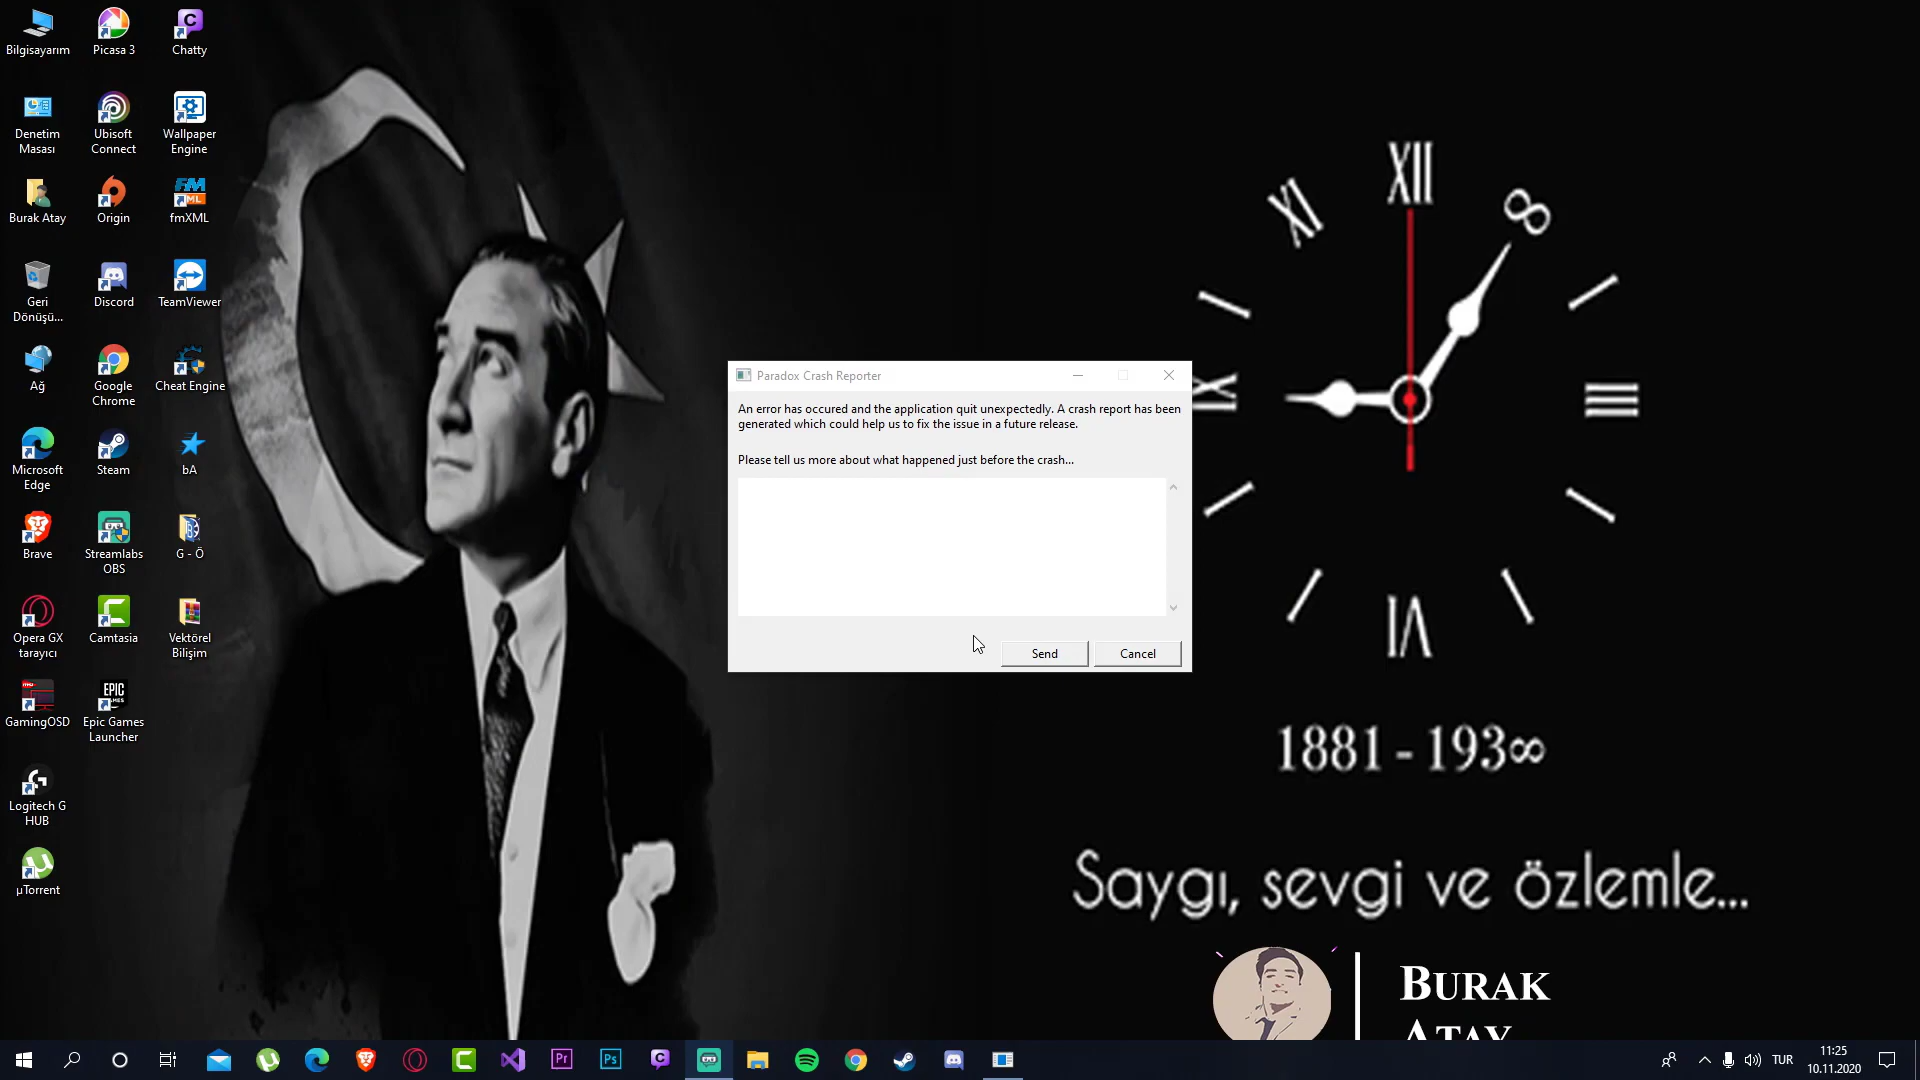 Bilgisayarım
Picasa 3
Chatty
Denetim
Masası
Ubisoft
Connect
Wallpaper
Engine
Burak Atay
Origin
fmXML
Geri
Dönüşü...
Discord
TeamViewer
Ağ
Google
Chrome
Cheat Engine
Microsoft
Edge
Steam
bA
Brave
Streamlabs
OBS
G - Ö
Opera GX
tarayıcı
Camtasia
Vektörel
Bilişim
GamingOSD
Epic Games
Launcher
Logitech G
HUB
µTorrent
Paradox Crash Reporter
An error has occured and the application quit unexpectedly. A crash report has been
generated which could help us to fix the issue in a future release.
Please tell us more about what happened just before the crash...
Send
Cancel
XII
XI
∞
IX
III
VI
1881 - 193∞
Saygı, sevgi ve özlemle...
BURAK
ATAY
TUR
11:25
10.11.2020